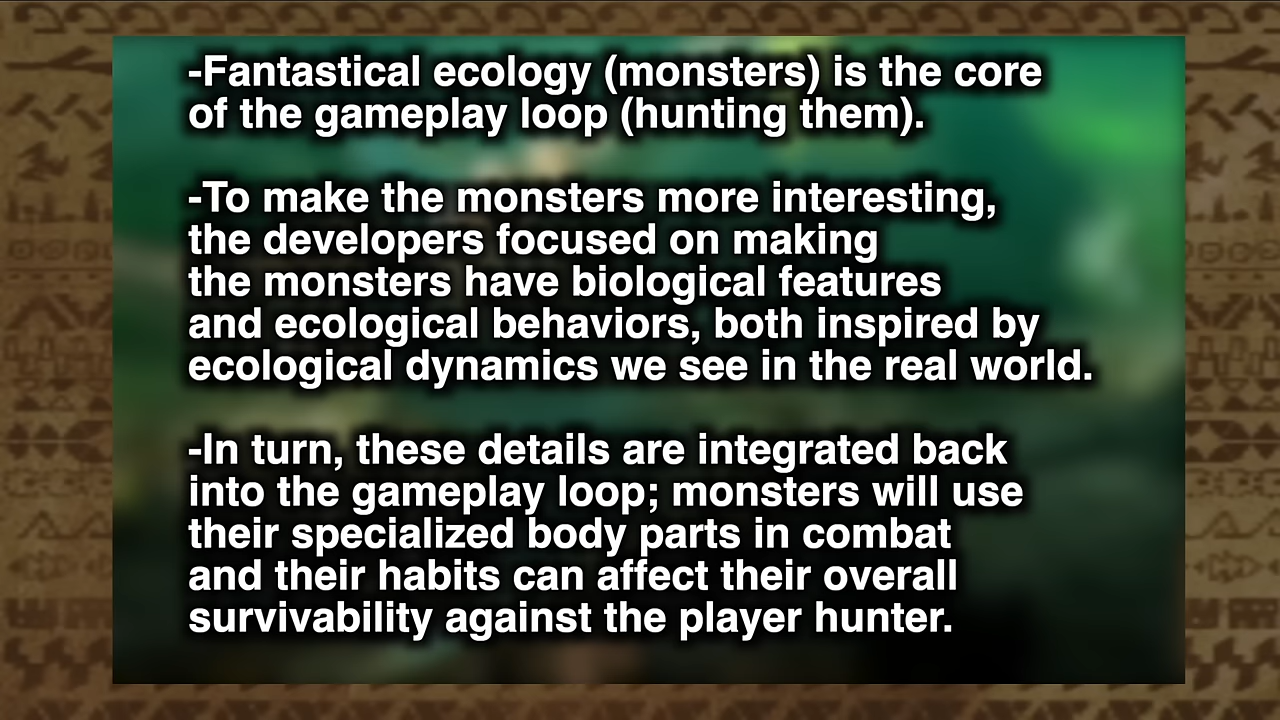 -Fantastical ecology (monsters) is the core
of the gameplay loop (hunting them).
-To make the monsters more interesting,
the developers focused on making
the monsters have biological features
and ecological behaviors, both inspired by
ecological dynamics we see in the real world.
-In turn, these details are integrated back
into the gameplay loop; monsters will use
their specialized body parts in combat
and their habits can affect their overall
survivability against the player hunter.